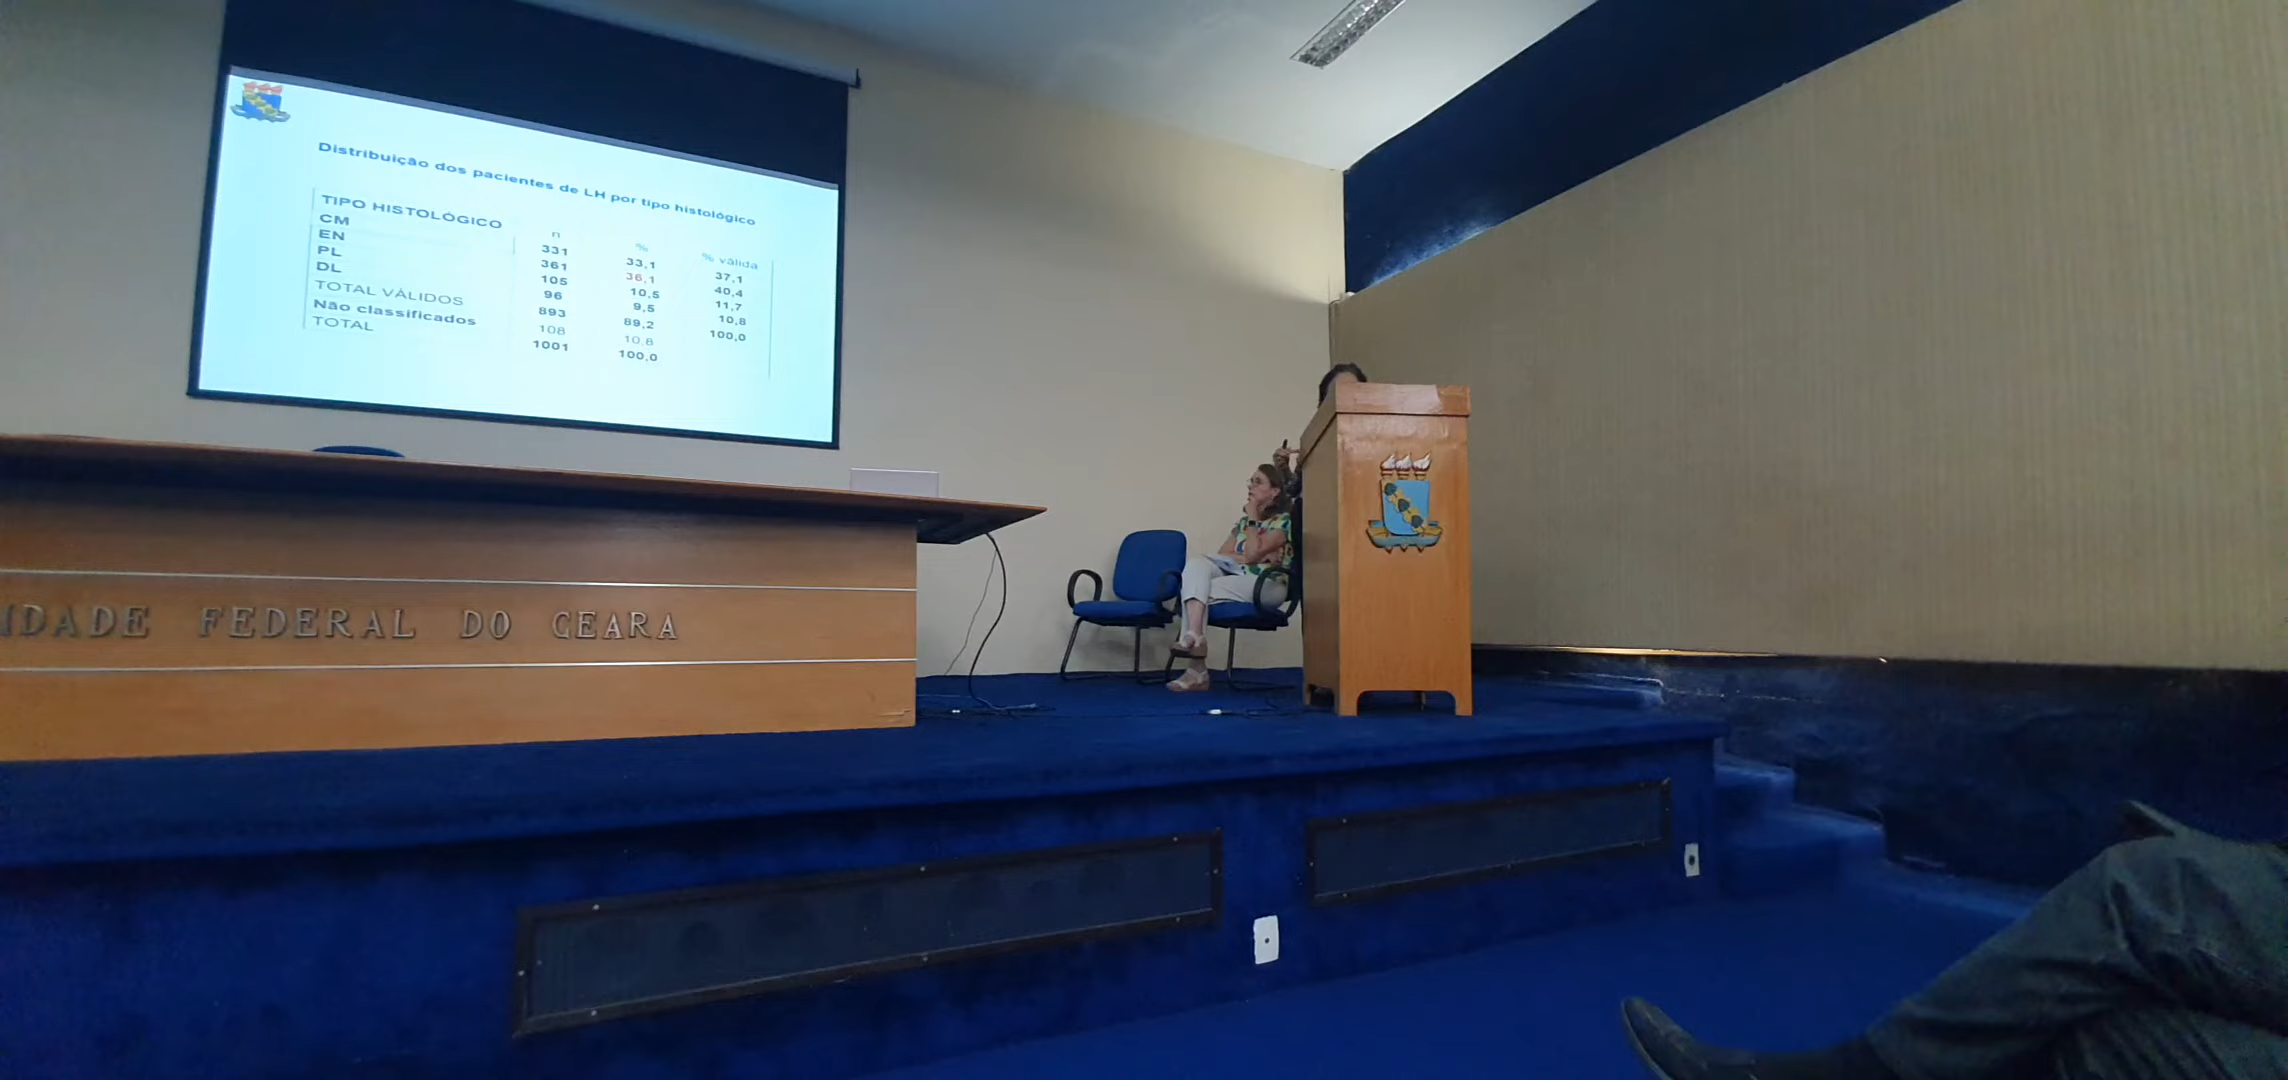 Distribuição dos pacientes de LH por tipo histológico
TIPO HISTOLÓGICO n % % válida
CM 331 33,1 37,1
EN 361 36,1 40,4
PL 105 10,5 11,7
DL 96 9,5 10,8
TOTAL VÁLIDOS 893 89,2 100,0
Não classificados 108 10,8
TOTAL 1001 100,0
IDADE FEDERAL DO CEARA